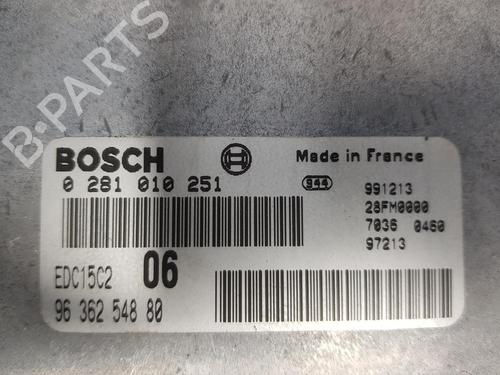 B-PARTS
BOSCH
Made in France
0 281 010 251
944
991213
28FM0000
7036 0460
97213
EDC15C2 06
96 362 548 80